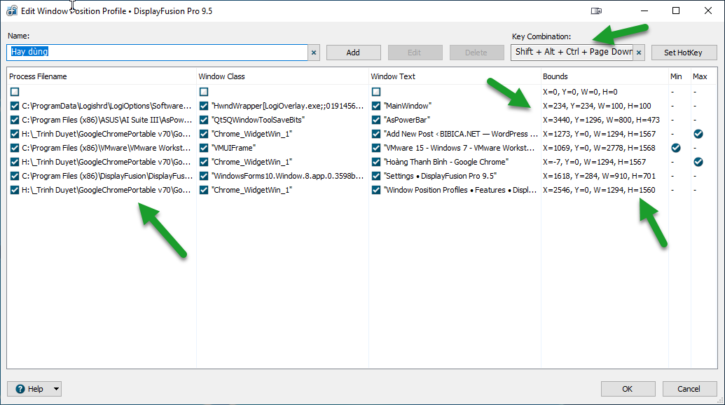 Edit Window Position Profile • DisplayFusion Pro 9.5
Name:
Key Combination:
Hay dùng
Add
Edit
Delete
Shift + Alt + Ctrl + Page Down
Set HotKey
Process Filename Window Class Window Text Bounds Min Max
X=0, Y=0, W=0, H=0 - -
C:\ProgramData\Logishrd\LogiOptions\Software... "HwndWrapper[LogiOverlay.exe;;0191456... "MainWindow" X=234, Y=234, W=100, H=100 - -
C:\Program Files (x86)\ASUS\AI Suite III\AsPow... "QtSQWindowToolSaveBits" "AsPowerBar" X=3440, Y=1296, W=800, H=473 - -
H:\_Trinh Duyet\GoogleChromePortable v70\Go... "Chrome_WidgetWin_1" "Add New Post ‹ BIBICA.NET — WordPress ... X=1273, Y=0, W=1294, H=1567 -
C:\Program Files (x86)\VMware\VMware Workst... "VMUIFrame" "VMware 15 - Windows 7 - VMware Workst... X=1069, Y=0, W=2778, H=1568 -
H:\_Trinh Duyet\GoogleChromePortable v70\Go... "Chrome_WidgetWin_1" "Hoàng Thanh Bình - Google Chrome" X=-7, Y=0, W=1294, H=1567 -
C:\Program Files (x86)\DisplayFusion\DisplayFus... "WindowsForms10.Window.8.app.0.3598b... "Settings • DisplayFusion Pro 9.5" X=1618, Y=284, W=910, H=701 - -
H:\_Trinh Duyet\GoogleChromePortable v70\Go... "Chrome_WidgetWin_1" "Window Position Profiles • Features • Displ... X=2546, Y=0, W=1294, H=1560 - -
Help
OK
Cancel